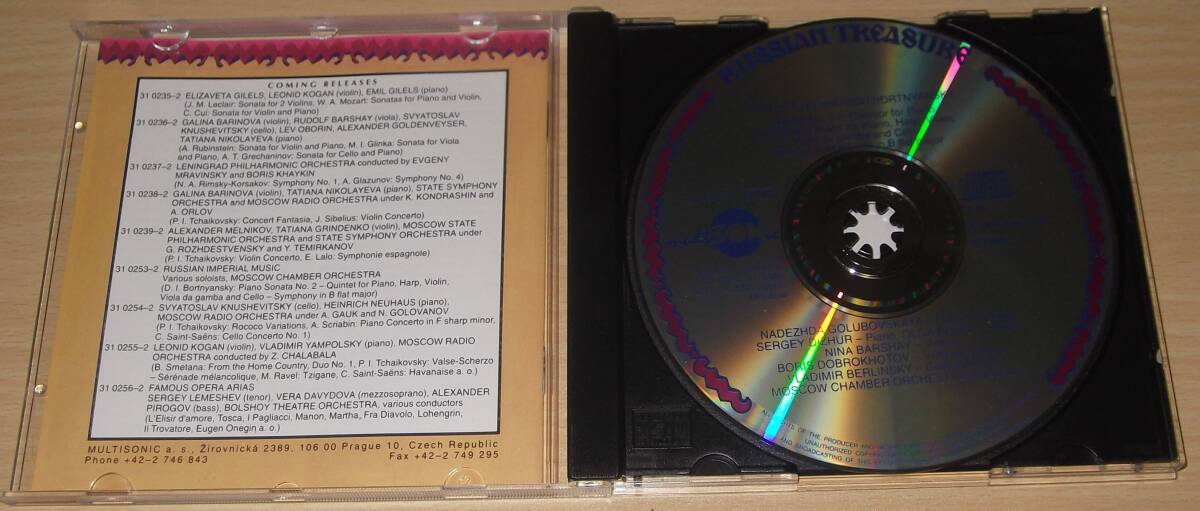 COMING RELEASES
31 0235–2 ELIZAVETA GILELS, LEONID KOGAN (violin), EMIL GILELS (piano)
(J. M. Leclair: Sonata for 2 Violins, W. A. Mozart: Sonatas for Piano and Violin,
C. Cui: Sonata for Violin and Piano)
31 0236–2 GALINA BARINOVA (violin), RUDOLF BARSHAY (viola), SVYATOSLAV
KNUSHEVITSKY (cello), LEV OBORIN, ALEXANDER GOLDENVEYSER,
TATIANA NIKOLAYEVA (piano)
(A. Rubinstein: Sonata for Violin and Piano, M. I. Glinka: Sonata for Viola
and Piano, A. T. Grechaninov: Sonata for Cello and Piano)
31 0237–2 LENINGRAD PHILHARMONIC ORCHESTRA conducted by EVGENY
MRAVINSKY and BORIS KHAYKIN
(N. A. Rimsky-Korsakov: Symphony No. 1, A. Glazunov: Symphony No. 4)
31 0238–2 GALINA BARINOVA (violin), TATIANA NIKOLAYEVA (piano), STATE SYMPHONY
ORCHESTRA and MOSCOW RADIO ORCHESTRA under K. KONDRASHIN and
A. ORLOV
(P. I. Tchaikovsky: Concert Fantasia, J. Sibelius: Violin Concerto)
31 0239–2 ALEXANDER MELNIKOV, TATIANA GRINDENKO (violin), MOSCOW STATE
PHILHARMONIC ORCHESTRA and STATE SYMPHONY ORCHESTRA under
G. ROZHDESTVENSKY and Y. TEMIRKANOV
(P. I. Tchaikovsky: Violin Concerto, E. Lalo: Symphonie espagnole)
31 0253–2 RUSSIAN IMPERIAL MUSIC
Various soloists, MOSCOW CHAMBER ORCHESTRA
(D. I. Bortnyansky: Piano Sonata No. 2 – Quintet for Piano, Harp, Violin,
Viola da gamba and Cello – Symphony in B flat major)
31 0254–2 SVYATOSLAV KNUSHEVITSKY (cello), HEINRICH NEUHAUS (piano),
MOSCOW RADIO ORCHESTRA under A. GAUK and N. GOLOVANOV
(P. I. Tchaikovsky: Rococo Variations, A. Scriabin: Piano Concerto in F sharp minor,
C. Saint-Saëns: Cello Concerto No. 1)
31 0255–2 LEONID KOGAN (violin), VLADIMIR YAMPOLSKY (piano), MOSCOW RADIO
ORCHESTRA conducted by Z. CHALABALA
(B. Smetana: From the Home Country, Duo No. 1, P. I. Tchaikovsky: Valse-Scherzo
– Sérénade mélancolique, M. Ravel: Tzigane, C. Saint-Saëns: Havanaise a. o.)
31 0256–2 FAMOUS OPERA ARIAS
SERGEY LEMESHEV (tenor), VERA DAVYDOVA (mezzosoprano), ALEXANDER
PIROGOV (bass), BOLSHOY THEATRE ORCHESTRA, various conductors
(L'Elisir d'amore, Tosca, I Pagliacci, Manon, Martha, Fra Diavolo, Lohengrin,
Il Trovatore, Eugen Onegin a. o.)
MULTISONIC a. s., Žirovnická 2389, 106 00 Prague 10, Czech Republic
Phone +42–2 746 843 Fax +42–2 749 295
RUSSIAN TREASURE
NADEZHDA GOLUBOVSKAYA
SERGEY DIZHUR – Piano
NINA BARSHAY
BORIS DOBROKHOTOV
VLADIMIR BERLINSKY
MOSCOW CHAMBER ORCHESTRA